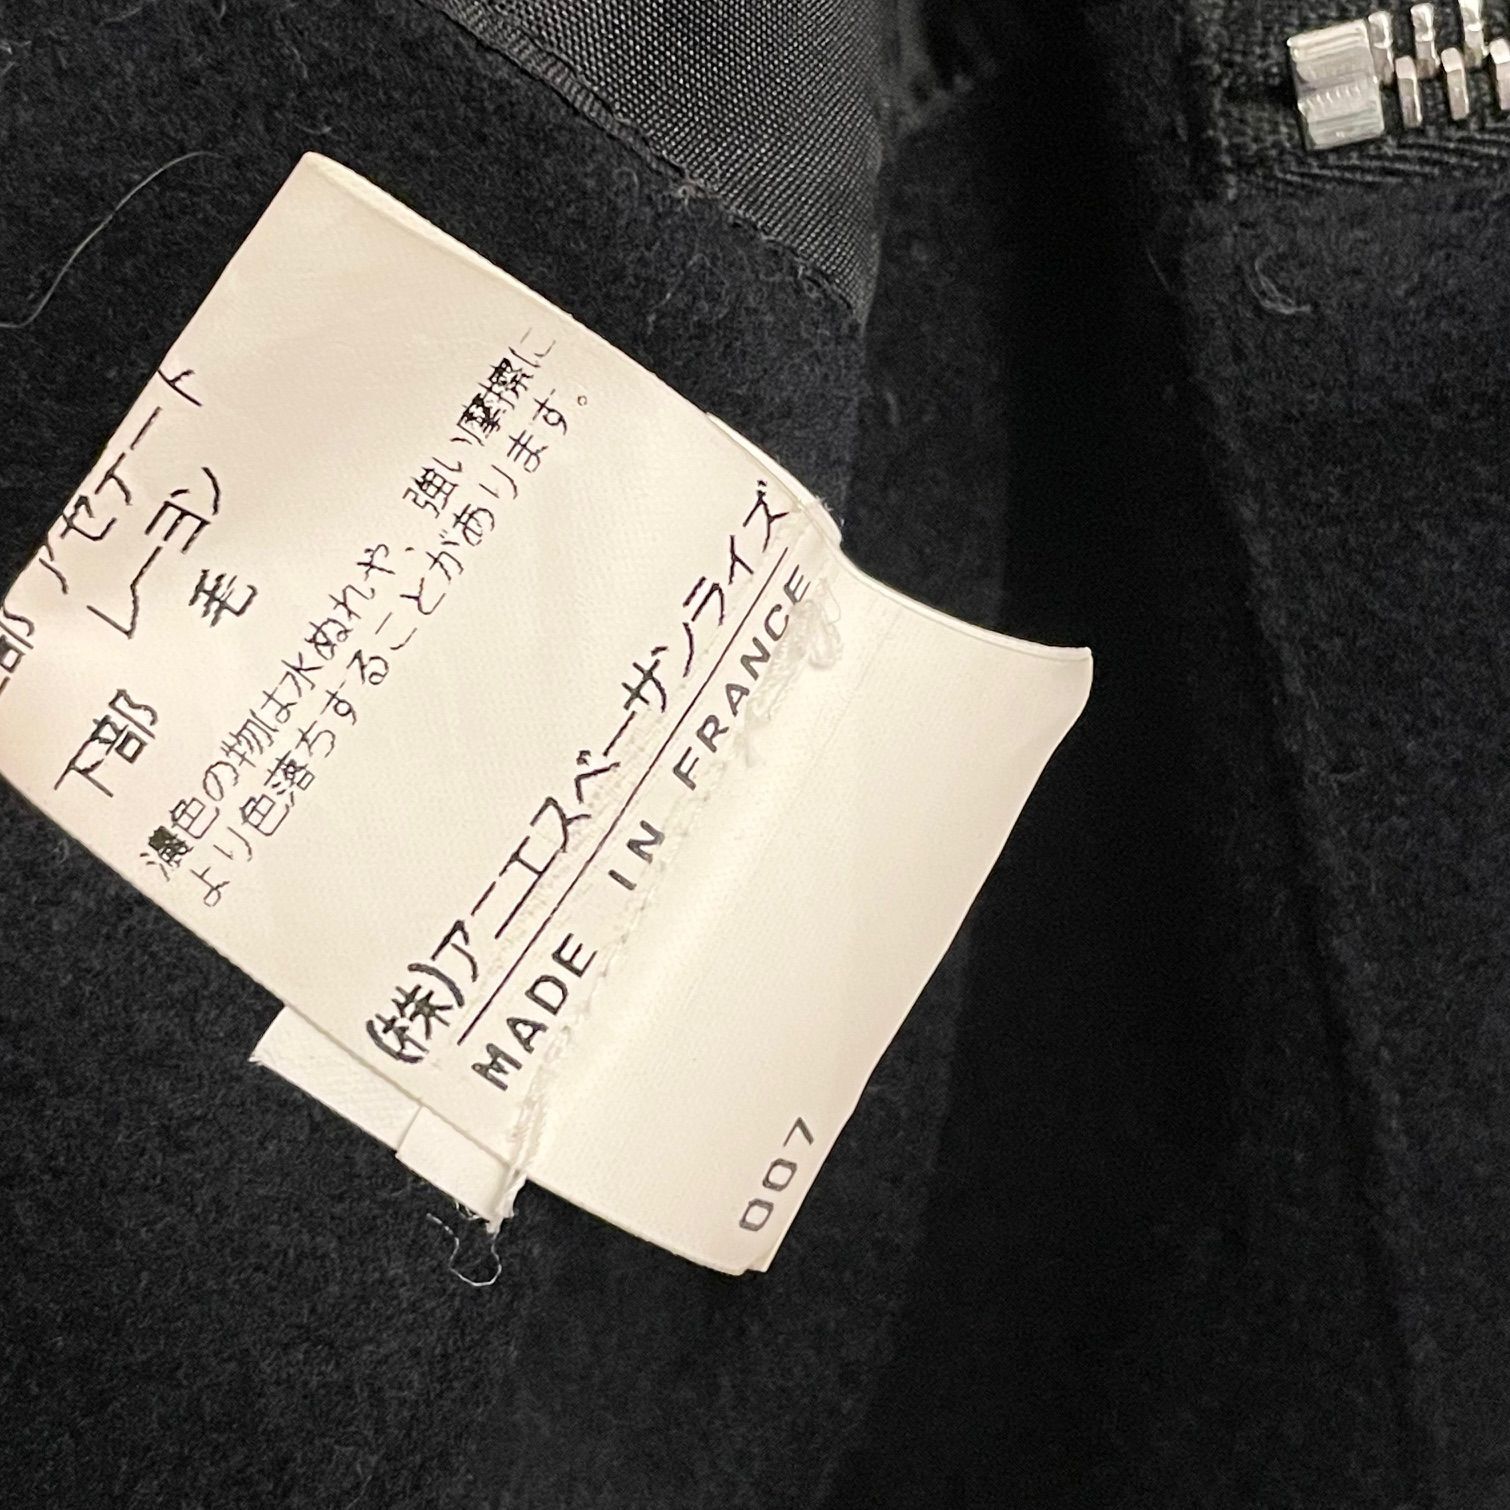 上部 アセテート
レーヨン
下部 毛
濃色の物は水ぬれや、強い摩擦に
より色落ちすることがあります。
(株)アーエスベーサンライズ
MADE IN FRANCE
007